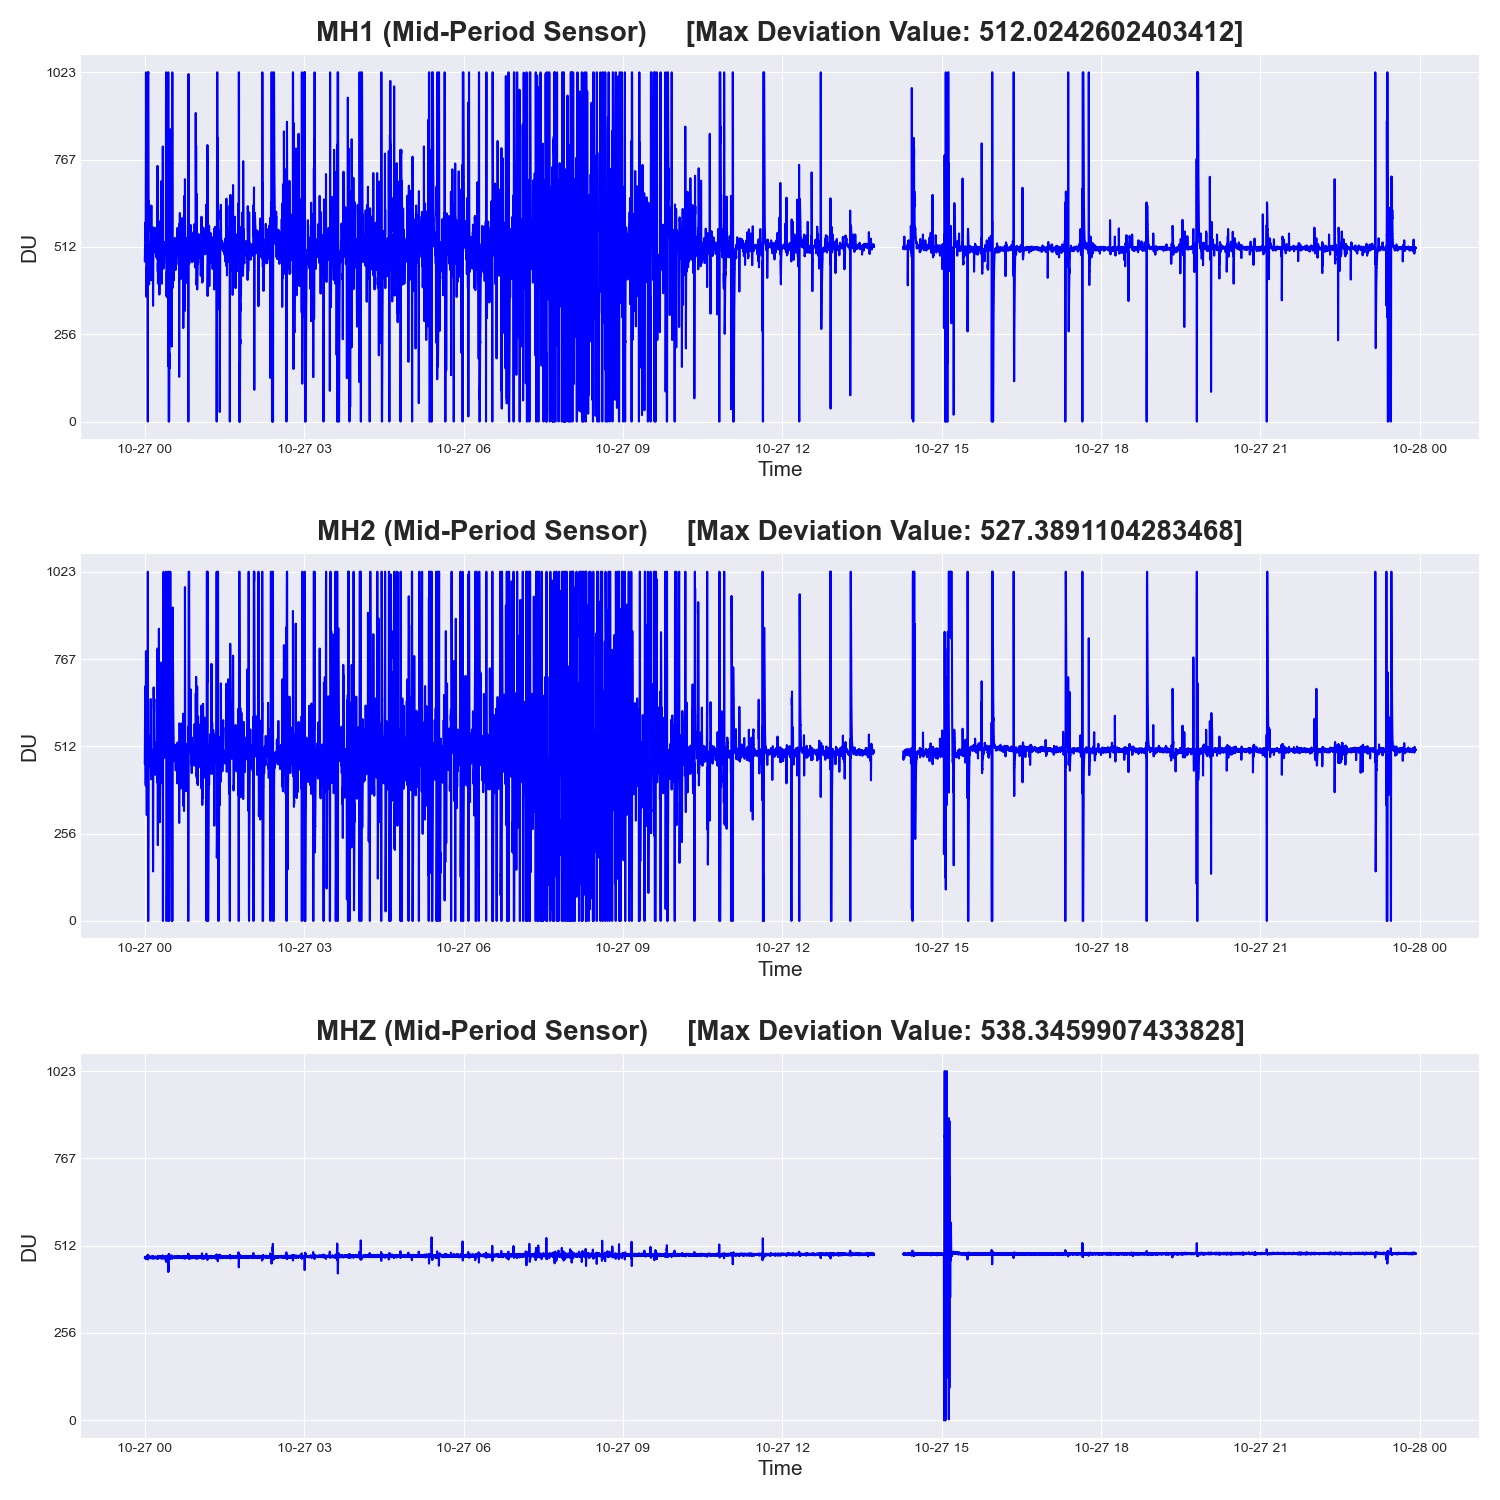 MH1 (Mid-Period Sensor) [Max Deviation Value: 512.0242602403412]
1023
767
512
256
0
DU
10-27 00 10-27 03 10-27 06 10-27 09 10-27 12 10-27 15 10-27 18 10-27 21 10-28 00
Time
MH2 (Mid-Period Sensor) [Max Deviation Value: 527.3891104283468]
1023
767
512
256
0
DU
10-27 00 10-27 03 10-27 06 10-27 09 10-27 12 10-27 15 10-27 18 10-27 21 10-28 00
Time
MHZ (Mid-Period Sensor) [Max Deviation Value: 538.3459907433828]
1023
767
512
256
0
DU
10-27 00 10-27 03 10-27 06 10-27 09 10-27 12 10-27 15 10-27 18 10-27 21 10-28 00
Time